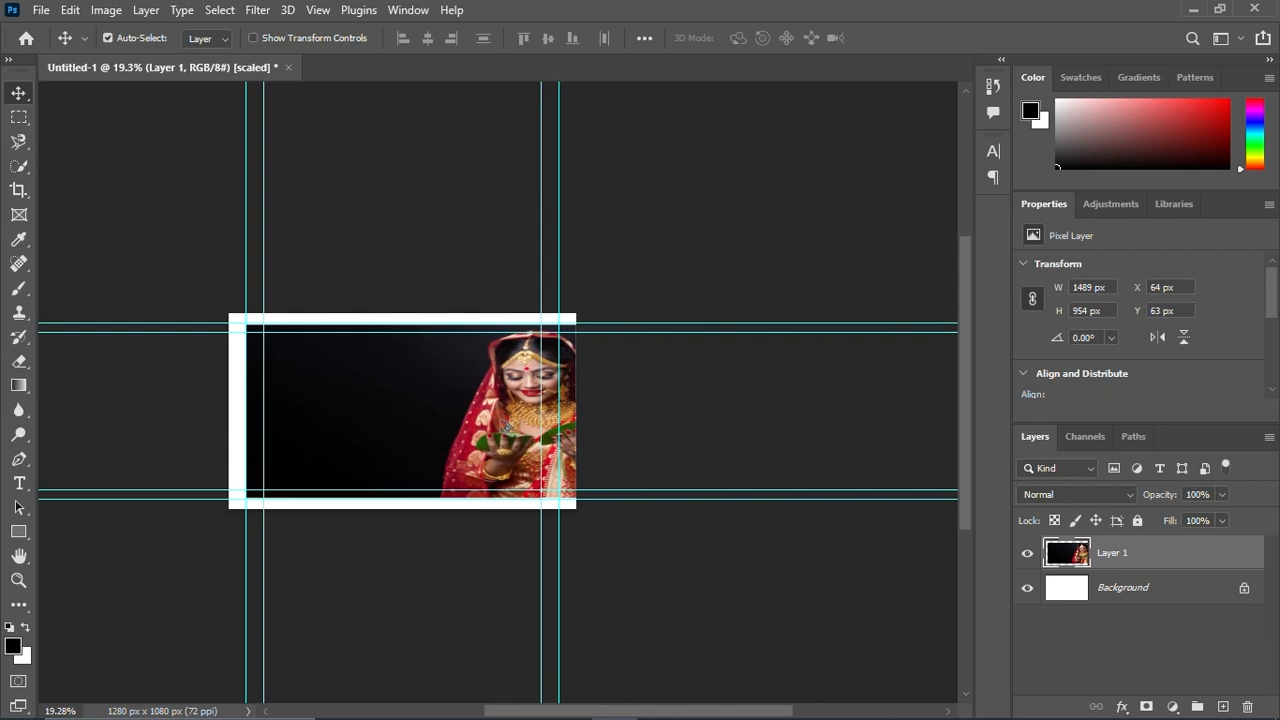 Ps File Edit Image Layer Type Select Filter 3D View Plugins Window Help
Auto-Select: Layer Show Transform Controls 3D Mode:
Untitled-1 @ 19.3% (Layer 1, RGB/8#) [scaled] *
Color Swatches Gradients Patterns
Properties Adjustments Libraries
Pixel Layer
Transform
W 1489 px X 64 px
H 954 px Y 63 px
0.00°
Align and Distribute
Align:
Layers Channels Paths
Kind
Normal Opacity: 100%
Lock: Fill: 100%
Layer 1
Background
19.28% 1280 px x 1080 px (72 ppi)